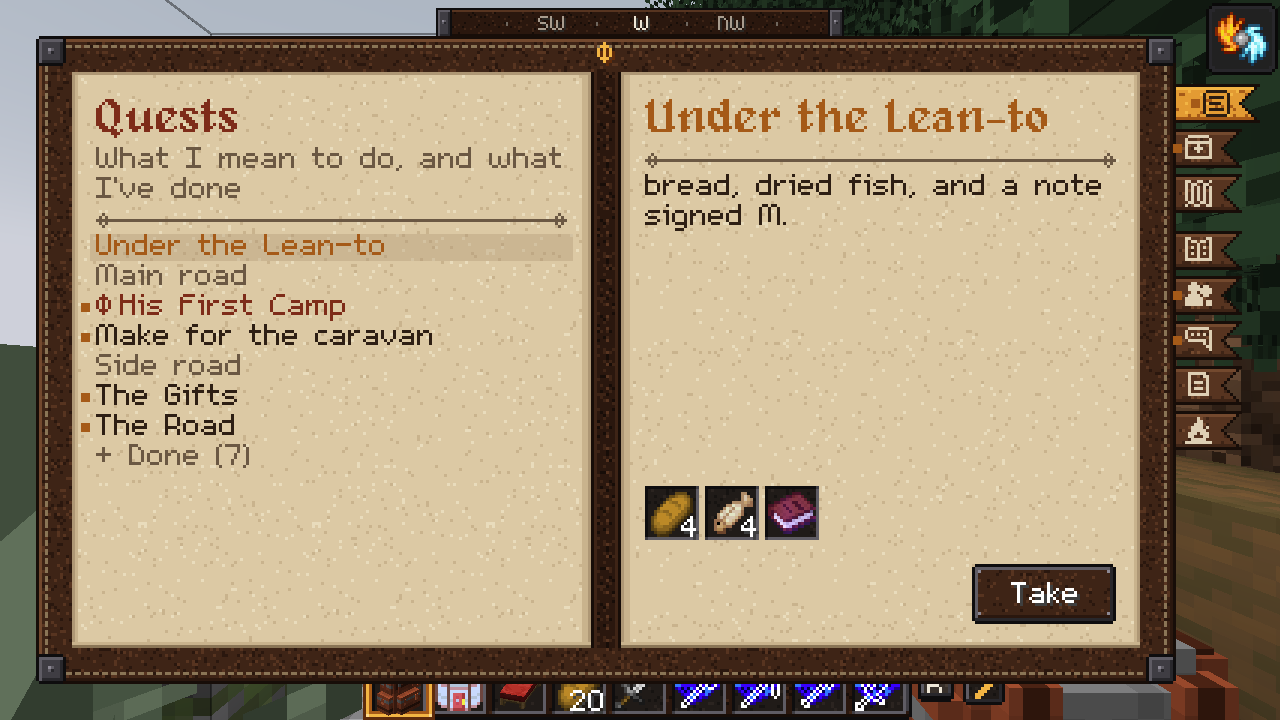 SW W NW
Quests
What I mean to do, and what
I've done
Under the Lean-to
Main road
His First Camp
Make for the caravan
Side road
The Gifts
The Road
+ Done (7)
Under the Lean-to
bread, dried fish, and a note
signed M.
4 4
Take
20